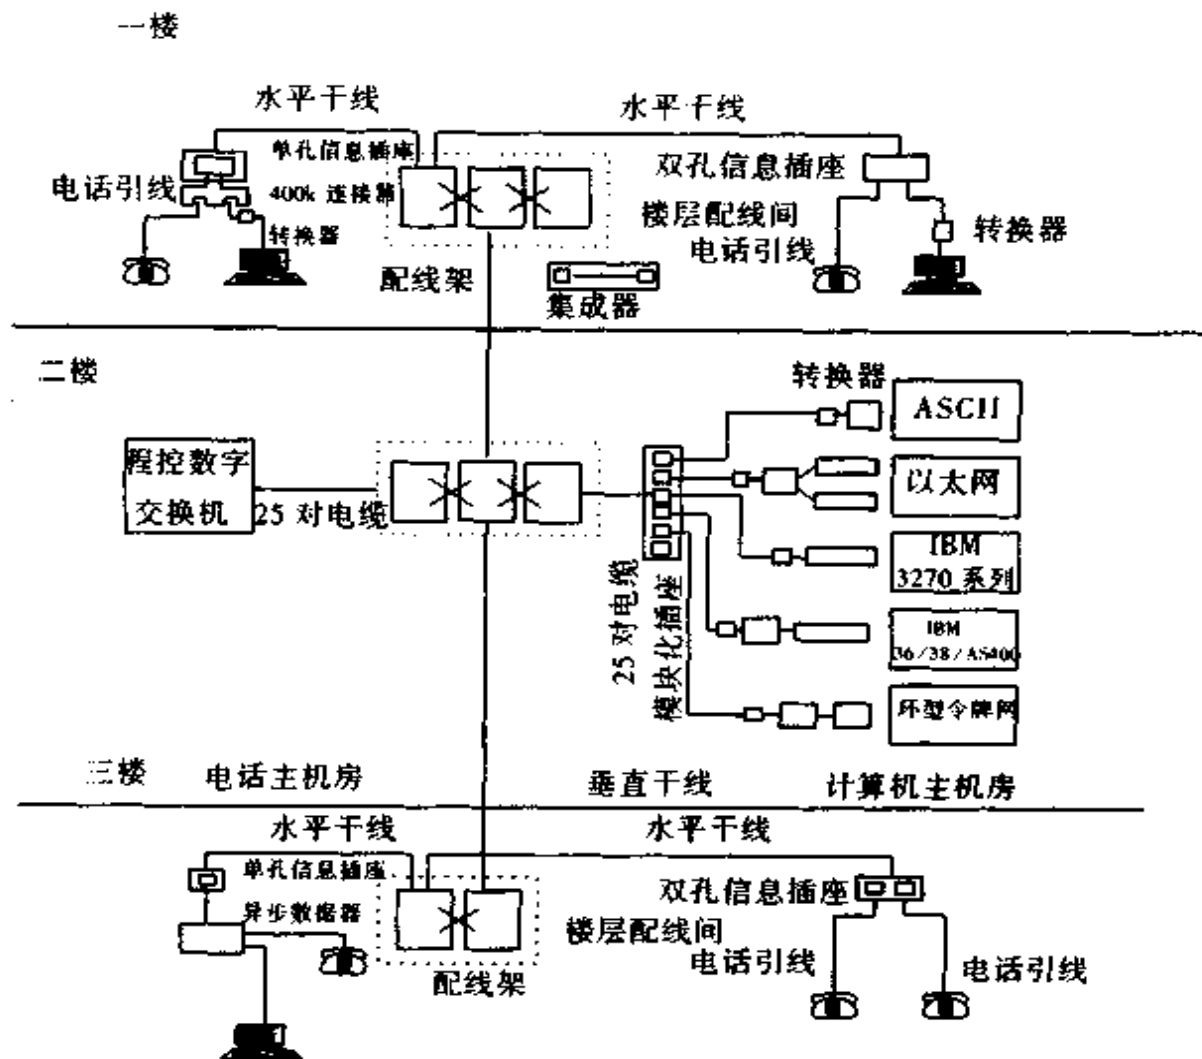 一楼
水平干线
水平干线
单孔信息插座
双孔信息插座
电话引线
400k 连接器
楼层配线间
转换器
电话引线
转换器
配线架
集成器
二楼
转换器
ASCH
程控数字
交换机
25 对电缆
以太网
IBM
3270 系列
25 对电缆
模块化插座
IBM
36/38/AS400
环型令牌网
三楼
电话主机房
垂直干线
计算机主机房
水平干线
水平干线
单孔信息插座
双孔信息插座
异步数据器
楼层配线间
电话引线
电话引线
配线架